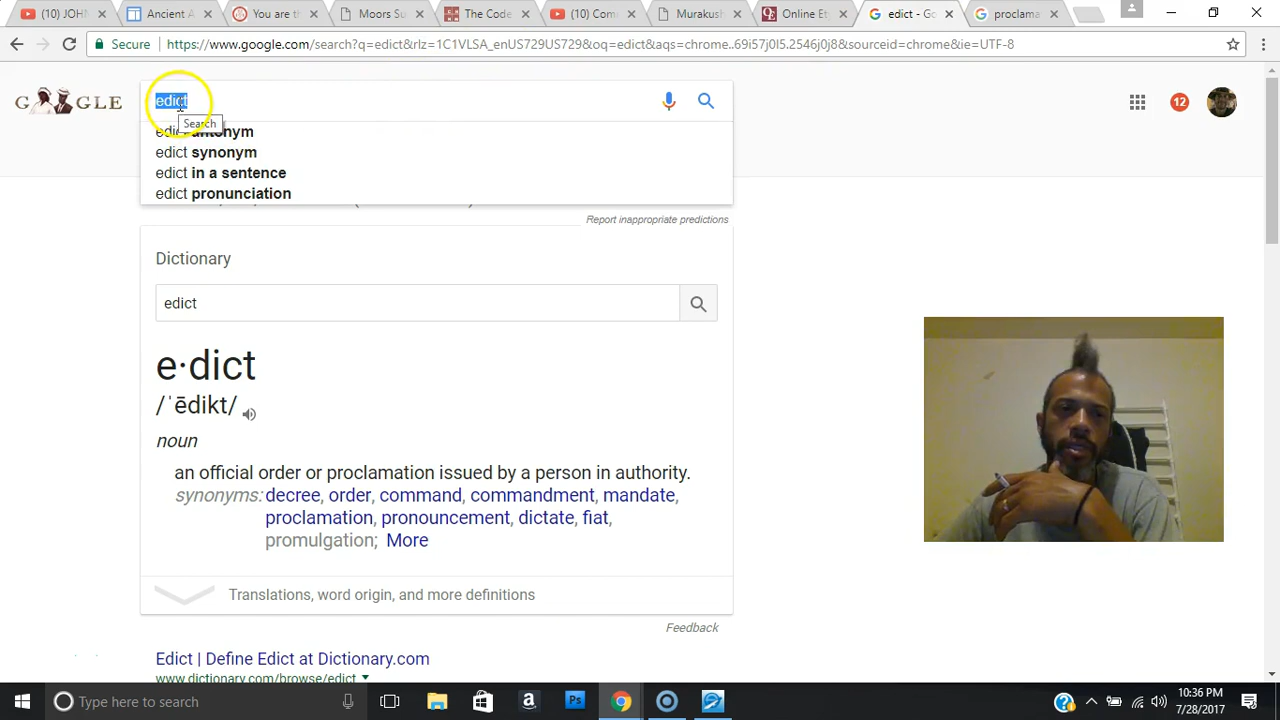 (10) JOHN
Ancient A
You are th
Moors Su
The Code
(10) Com
Murakush
Online Et
edict - Go
proclama
Secure
https://www.google.com/search?q=edict&rlz=1C1VLSA_enUS729US729&oq=edict&aqs=chrome..69i57j0l5.2546j0j8&sourceid=chrome&ie=UTF-8
GOOGLE
edict
12
Search
edict antonym
edict synonym
edict in a sentence
edict pronunciation
Report inappropriate predictions
Dictionary
edict
e·dict
/ˈēdikt/
noun
an official order or proclamation issued by a person in authority.
synonyms: decree, order, command, commandment, mandate,
proclamation, pronouncement, dictate, fiat,
promulgation; More
Translations, word origin, and more definitions
Feedback
Edict | Define Edict at Dictionary.com
www.dictionary.com/browse/edict
Type here to search
10:36 PM
7/28/2017